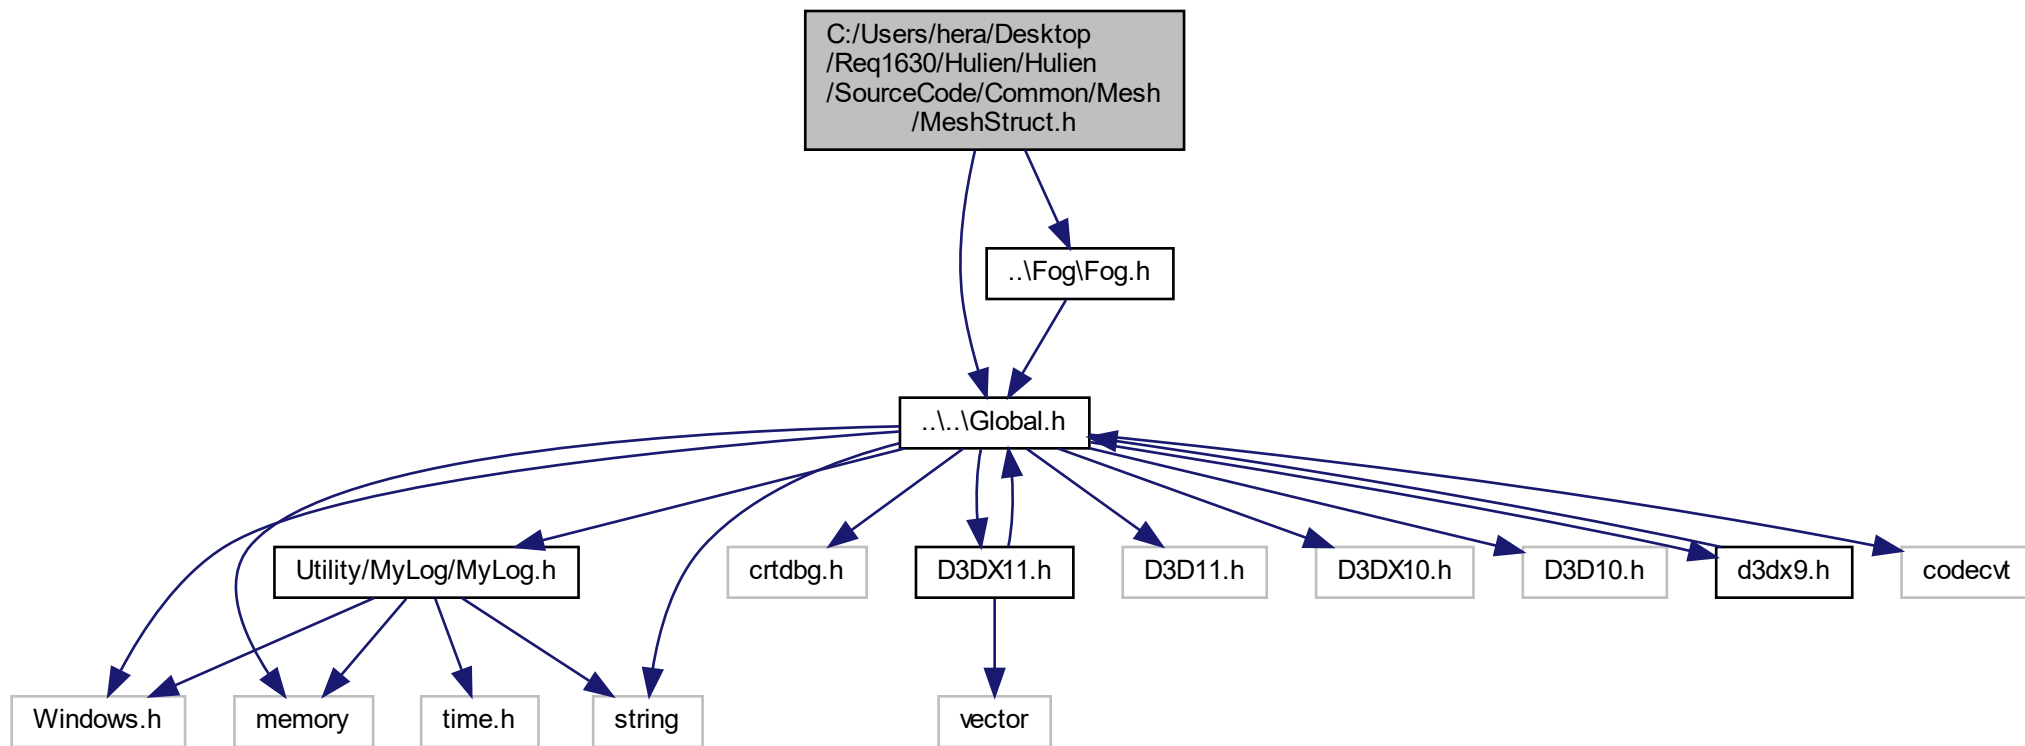 C:/Users/hera/Desktop
/Req1630/Hulien/Hulien
/SourceCode/Common/Mesh
/MeshStruct.h
..\Fog\Fog.h
..\..\Global.h
Utility/MyLog/MyLog.h
crtdbg.h
D3DX11.h
D3D11.h
D3DX10.h
D3D10.h
d3dx9.h
codecvt
Windows.h
memory
time.h
string
vector